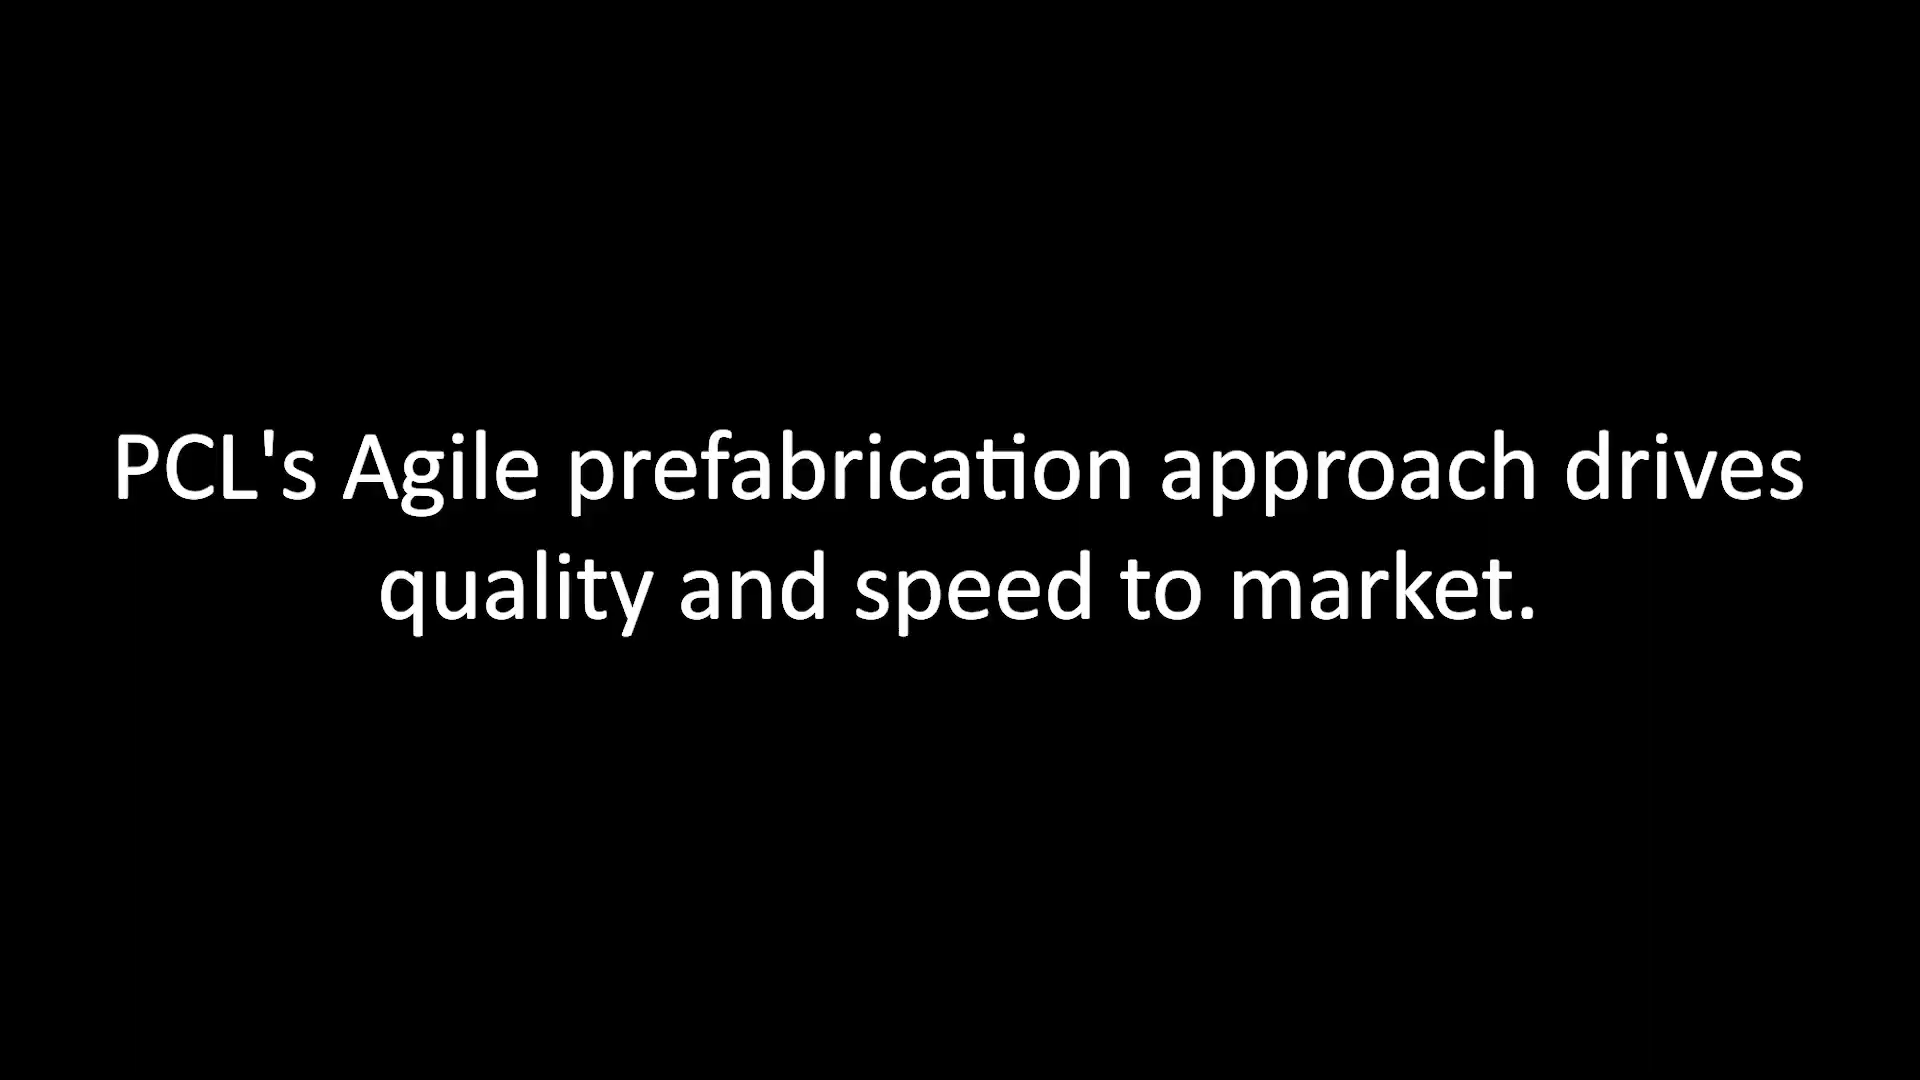 PCL's Agile prefabrication approach drives
quality and speed to market.